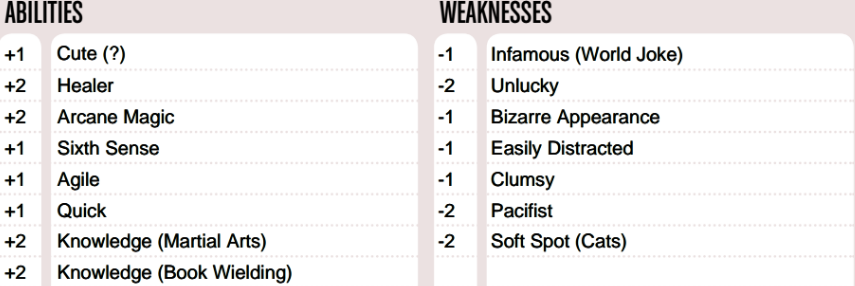 ABILITIES WEAKNESSES
+1 Cute (?) -1 Infamous (World Joke)
+2 Healer -2 Unlucky
+2 Arcane Magic -1 Bizarre Appearance
+1 Sixth Sense -1 Easily Distracted
+1 Agile -1 Clumsy
+1 Quick -2 Pacifist
+2 Knowledge (Martial Arts) -2 Soft Spot (Cats)
+2 Knowledge (Book Wielding)